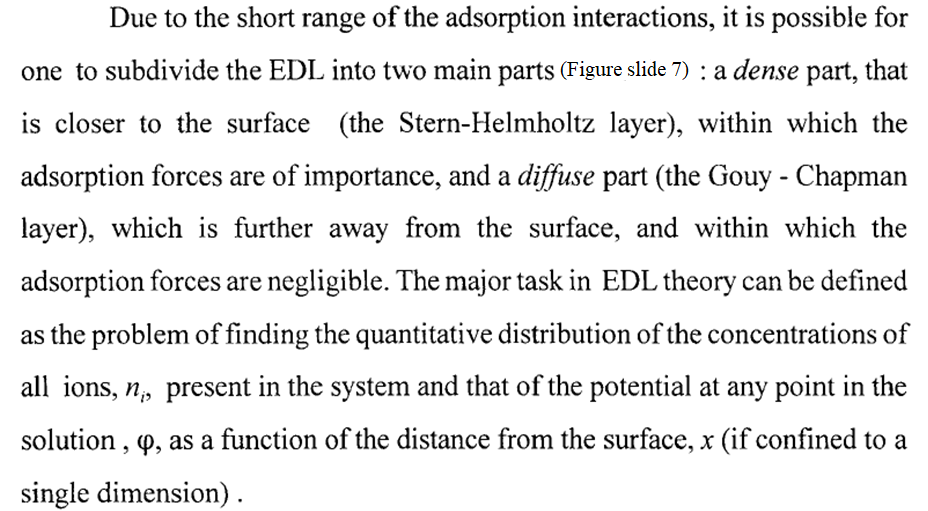 Due to the short range of the adsorption interactions, it is possible for
one to subdivide the EDL into two main parts (Figure slide 7) : a dense part, that
is closer to the surface (the Stern-Helmholtz layer), within which the
adsorption forces are of importance, and a diffuse part (the Gouy - Chapman
layer), which is further away from the surface, and within which the
adsorption forces are negligible. The major task in EDL theory can be defined
as the problem of finding the quantitative distribution of the concentrations of
all ions, nᵢ, present in the system and that of the potential at any point in the
solution , φ, as a function of the distance from the surface, x (if confined to a
single dimension) .